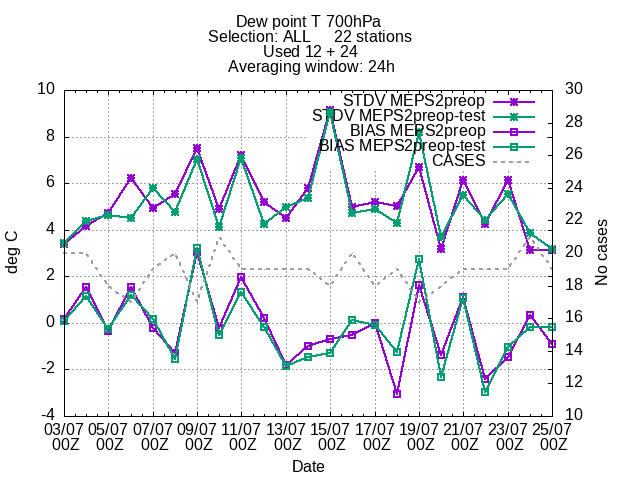 Dew point T 700hPa
Selection: ALL 22 stations
Used 12 + 24
Averaging window: 24h
10 30
8 28
6 26
4 24
2 22
0 20
-2 18
-4 16
14
12
10
deg C
No cases
STDV MEPS2preop
STDV MEPS2preop-test
BIAS MEPS2preop
BIAS MEPS2preop-test
CASES
03/07 05/07 07/07 09/07 11/07 13/07 15/07 17/07 19/07 21/07 23/07 25/07
00Z 00Z 00Z 00Z 00Z 00Z 00Z 00Z 00Z 00Z 00Z 00Z
Date